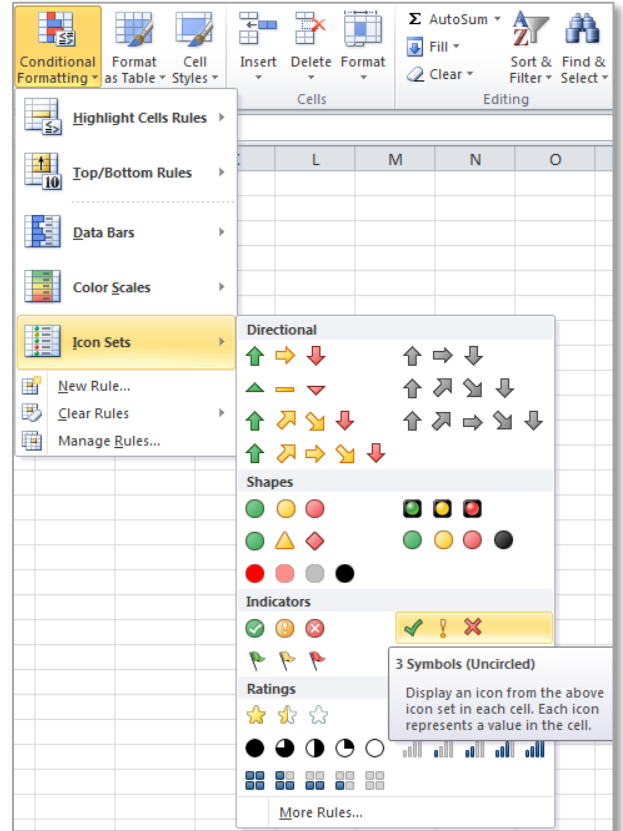 Σ AutoSum
Fill
Clear
Conditional Formatting
Format as Table
Cell Styles
Insert
Delete
Format
Sort & Filter
Find & Select
Cells
Editing
Highlight Cells Rules
10
Top/Bottom Rules
L M N O
Data Bars
Color Scales
Icon Sets
New Rule...
Clear Rules
Manage Rules...
Directional
Shapes
Indicators
3 Symbols (Uncircled)
Display an icon from the above
icon set in each cell. Each icon
represents a value in the cell.
Ratings
More Rules...